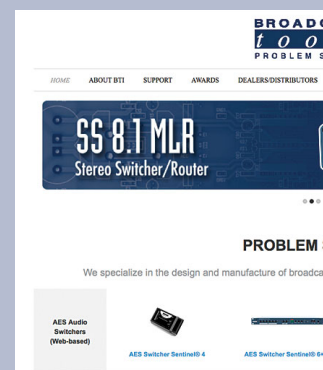 BROADC
too
PROBLEM S
HOME ABOUT BTI SUPPORT AWARDS DEALERS/DISTRIBUTORS
SS 8.1 MLR
Stereo Switcher/Router
PROBLEM
We specialize in the design and manufacture of broadca
AES Audio
Switchers
(Web-based)
AES Switcher Sentinel® 4 AES Switcher Sentinel® 6+